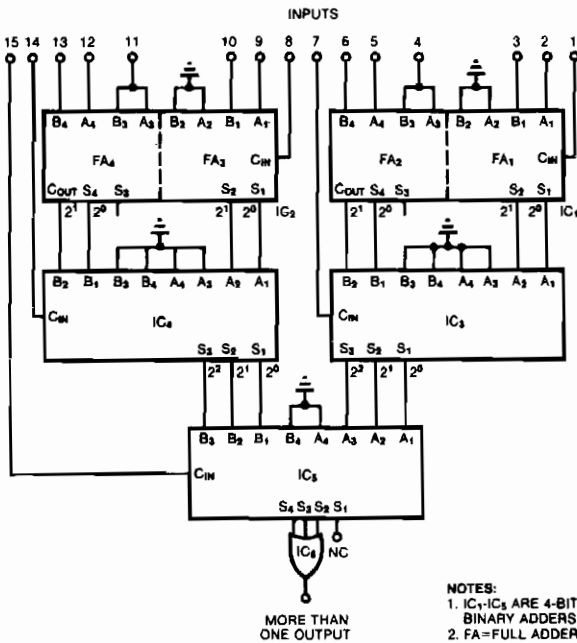 INPUTS
15 14 13 12 11 10 9 8 7 6 5 4 3 2 1
B4 A4 B3 A3 B2 A2 B1 A1 B4 A4 B3 A3 B2 A2 B1 A1
FA4 FA3 CIN FA2 FA1 CIN
COUT S4 S3 S2 S1 COUT S4 S3 S2 S1
2¹ 2⁰ 2¹ 2⁰ IC2 2¹ 2⁰ 2¹ 2⁰ IC1
B2 B1 B3 B4 A4 A3 A2 A1 B2 B1 B3 B4 A4 A3 A2 A1
CIN IC4 CIN IC3
S3 S2 S1 S3 S2 S1
2² 2¹ 2⁰ 2² 2¹ 2⁰
B3 B2 B1 B4 A4 A3 A2 A1
CIN IC5
S4 S3 S2 S1
IC6 NC
MORE THAN
ONE OUTPUT
NOTES:
1. IC1-IC5 ARE 4-BIT
BINARY ADDERS
2. FA=FULL ADDER